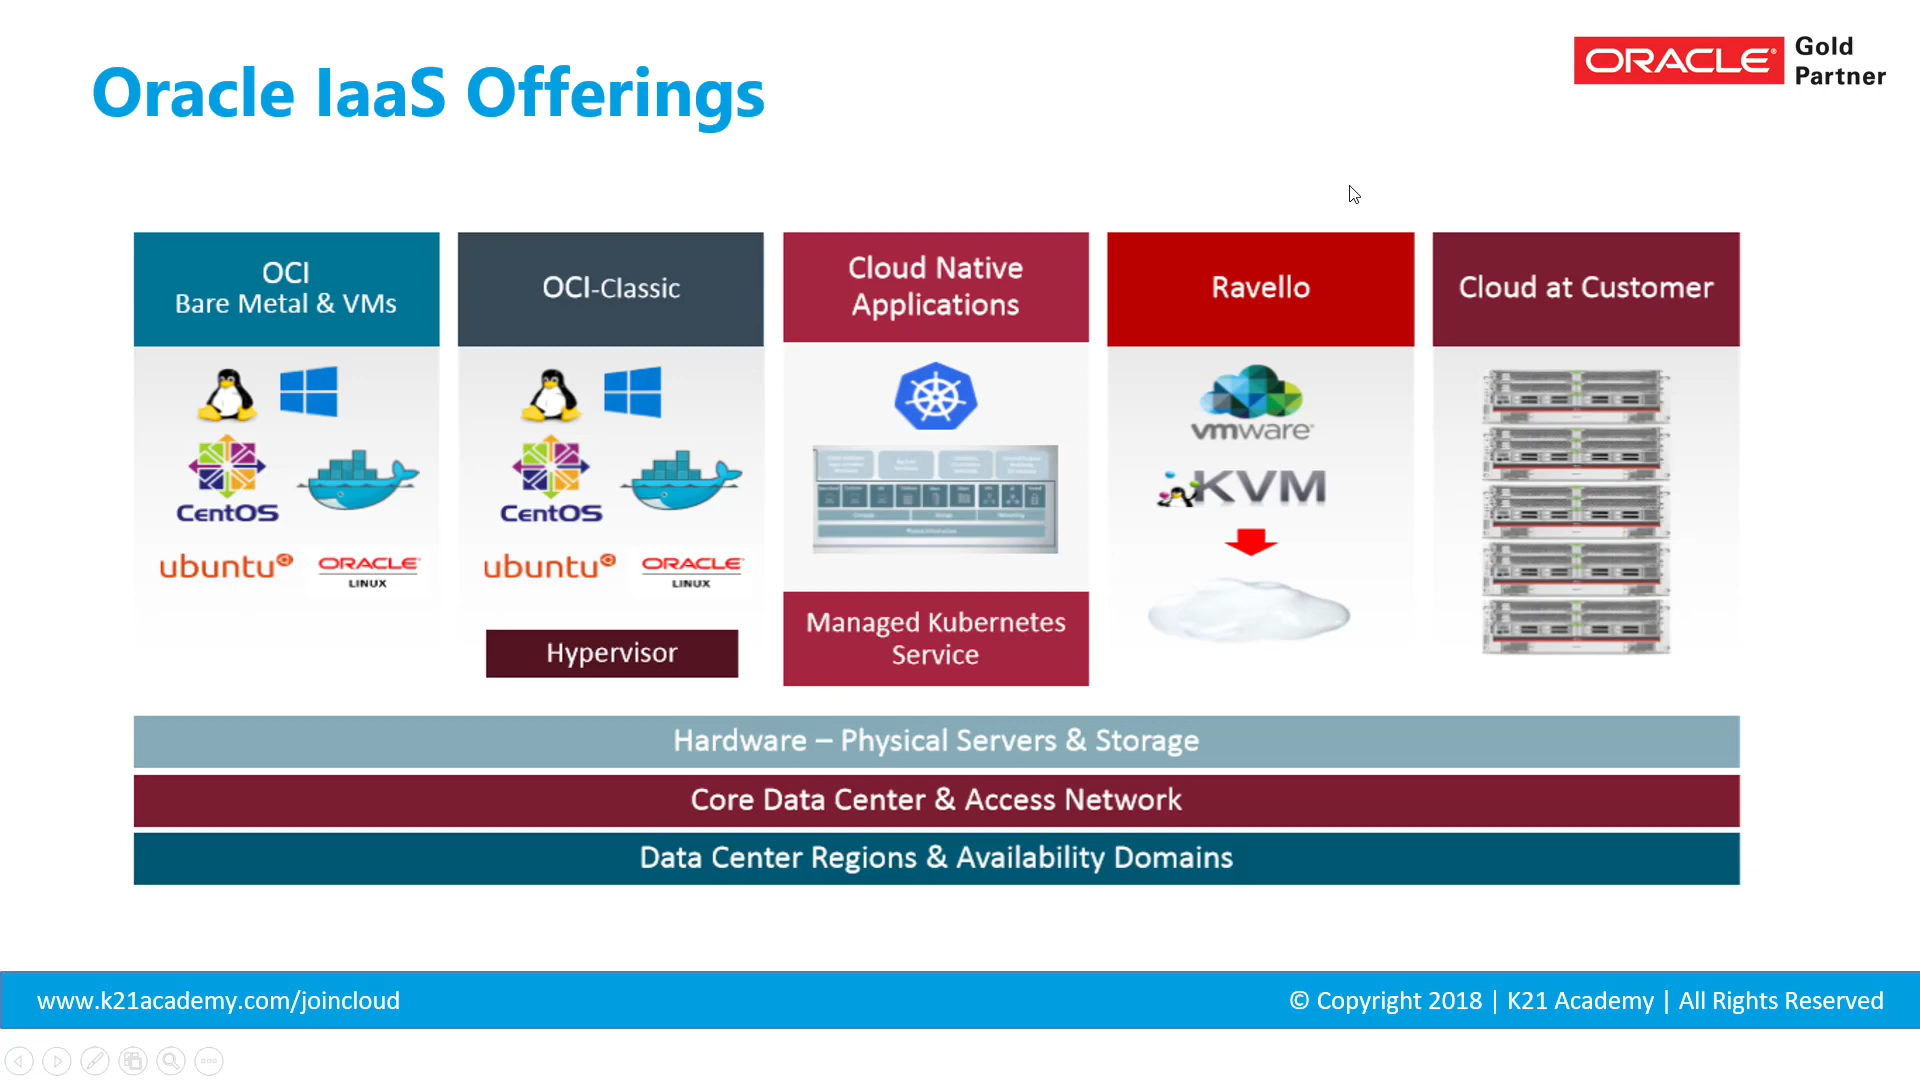 Oracle IaaS Offerings
ORACLE
Gold
Partner
OCI
Bare Metal & VMs
CentOS
ubuntu
ORACLE
LINUX
OCI-Classic
CentOS
ubuntu
ORACLE
LINUX
Hypervisor
Cloud Native
Applications
Managed Kubernetes
Service
Ravello
vmware
KVM
Cloud at Customer
Hardware – Physical Servers & Storage
Core Data Center & Access Network
Data Center Regions & Availability Domains
www.k21academy.com/joincloud
© Copyright 2018 | K21 Academy | All Rights Reserved